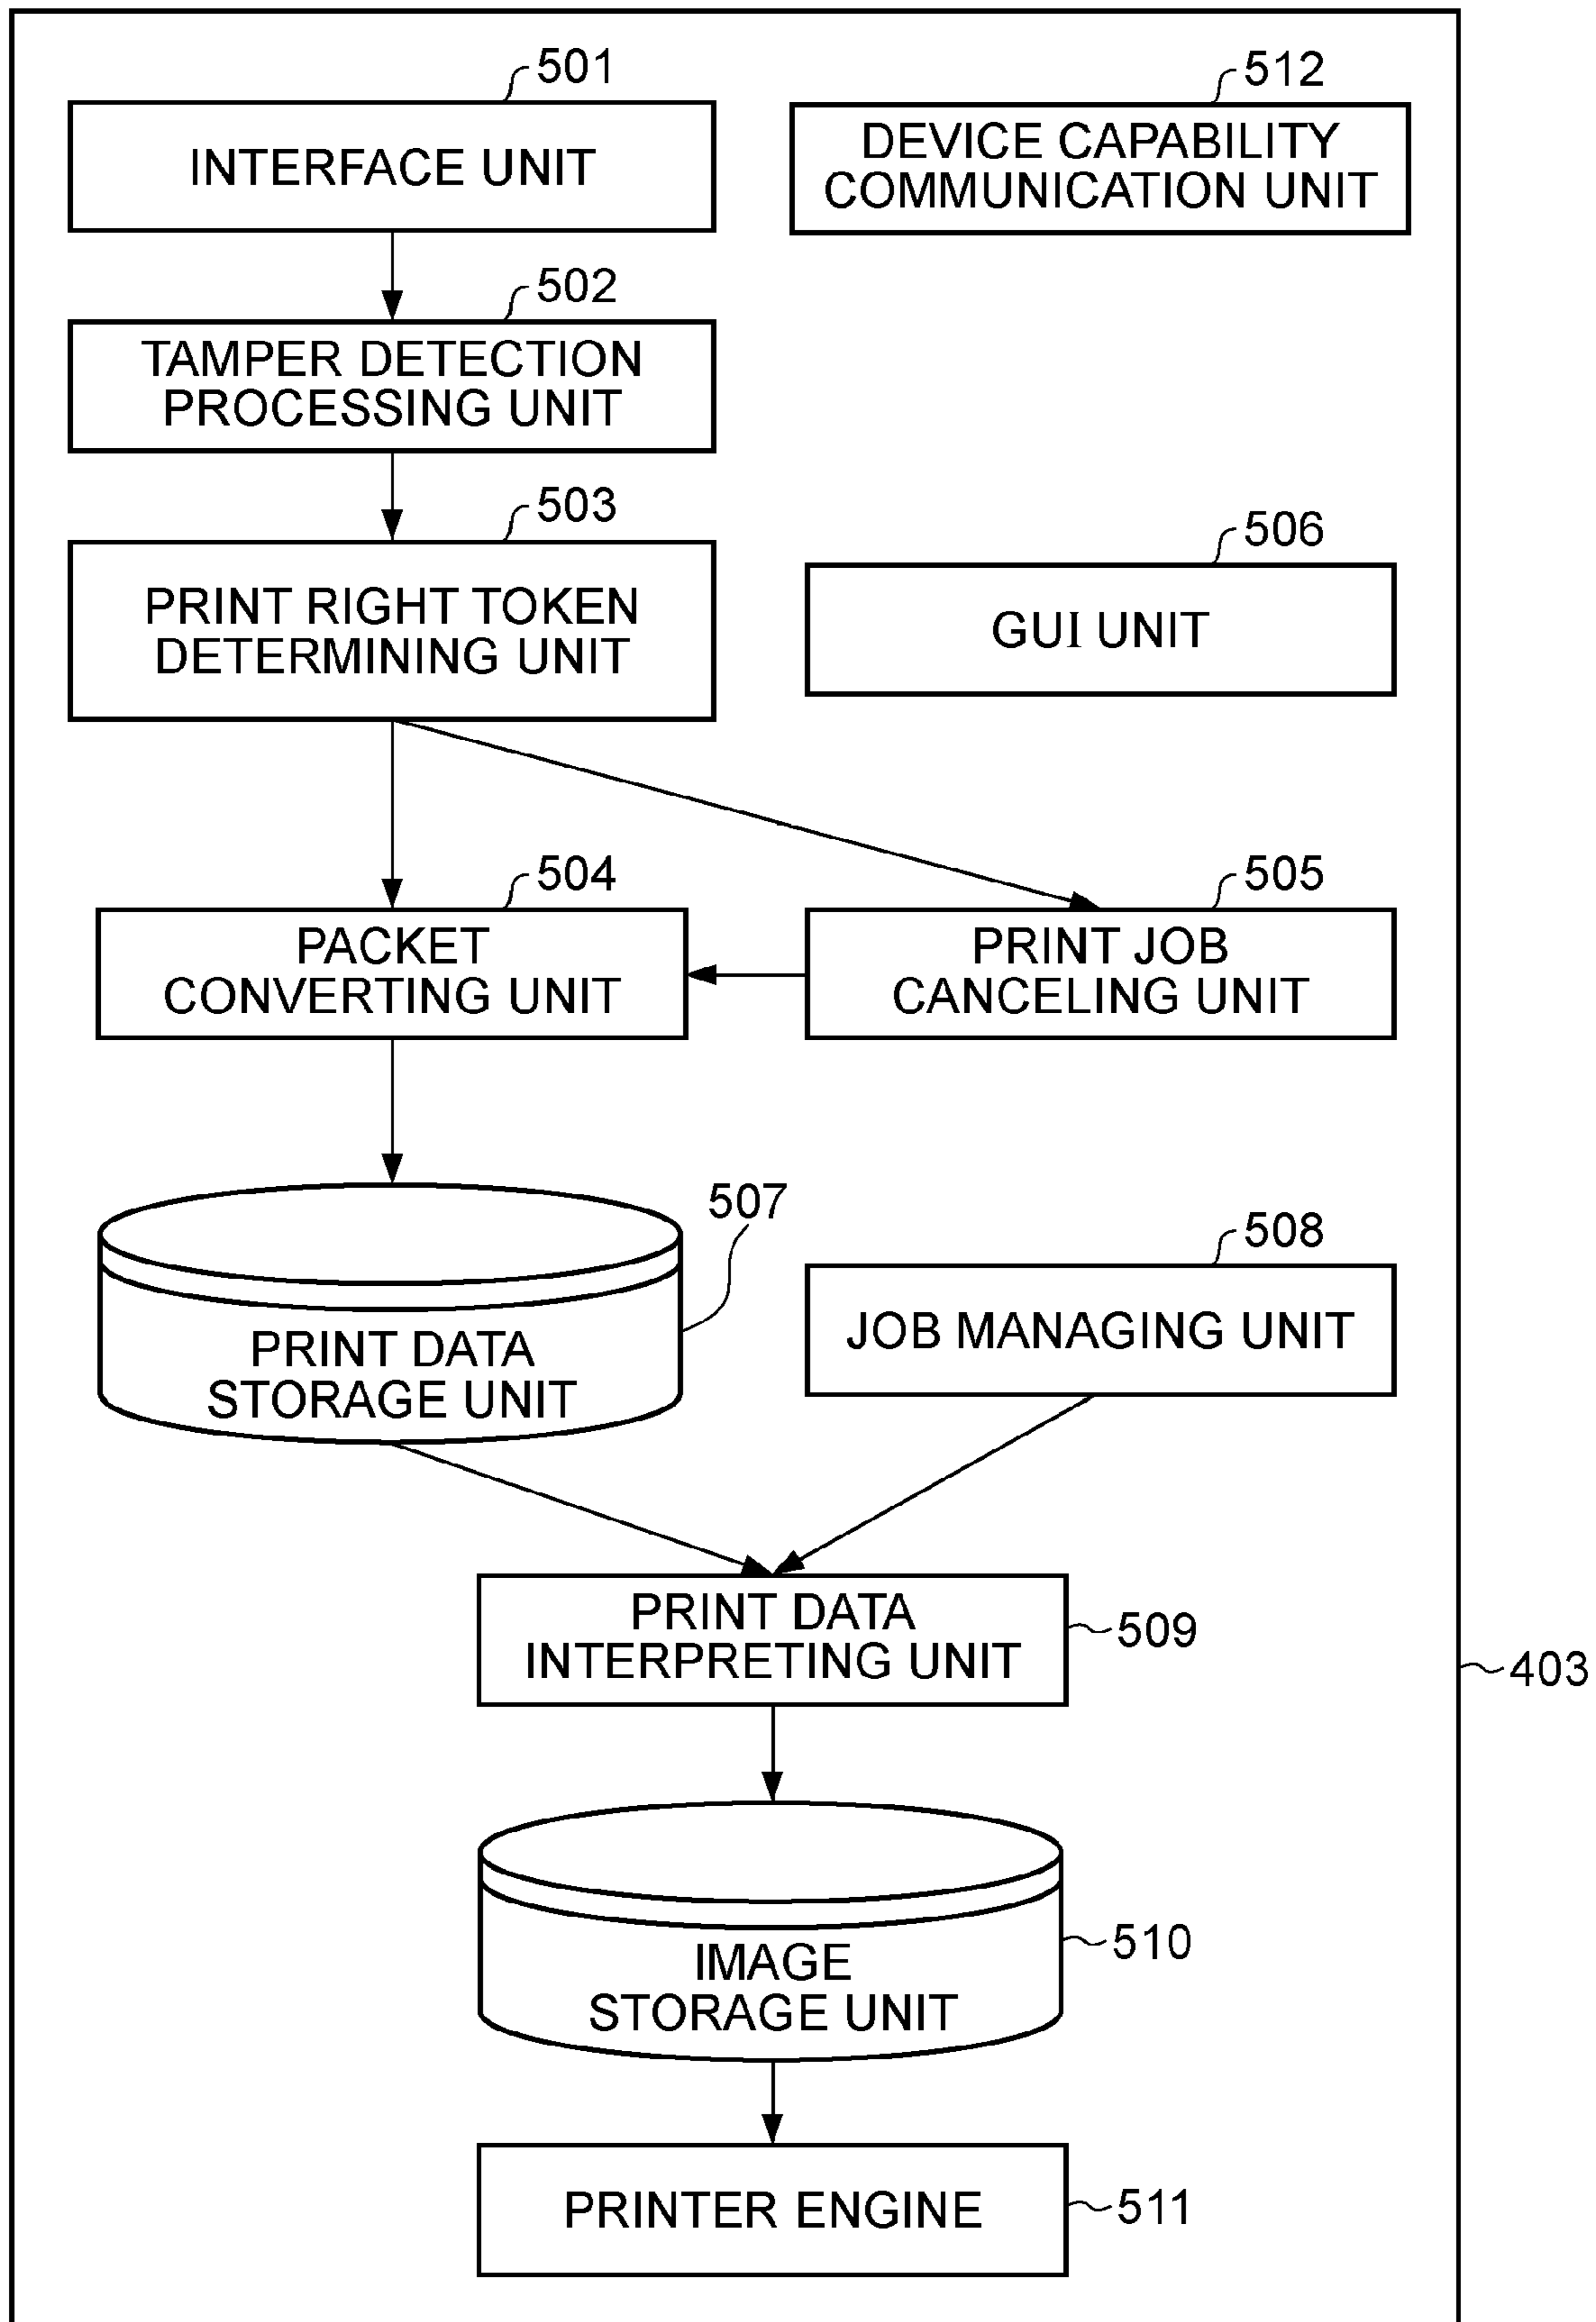 501
INTERFACE UNIT
512
DEVICE CAPABILITY
COMMUNICATION UNIT
502
TAMPER DETECTION
PROCESSING UNIT
503
PRINT RIGHT TOKEN
DETERMINING UNIT
506
GUI UNIT
504
PACKET
CONVERTING UNIT
505
PRINT JOB
CANCELING UNIT
507
PRINT DATA
STORAGE UNIT
508
JOB MANAGING UNIT
PRINT DATA
INTERPRETING UNIT
509
403
IMAGE
STORAGE UNIT
510
PRINTER ENGINE
511